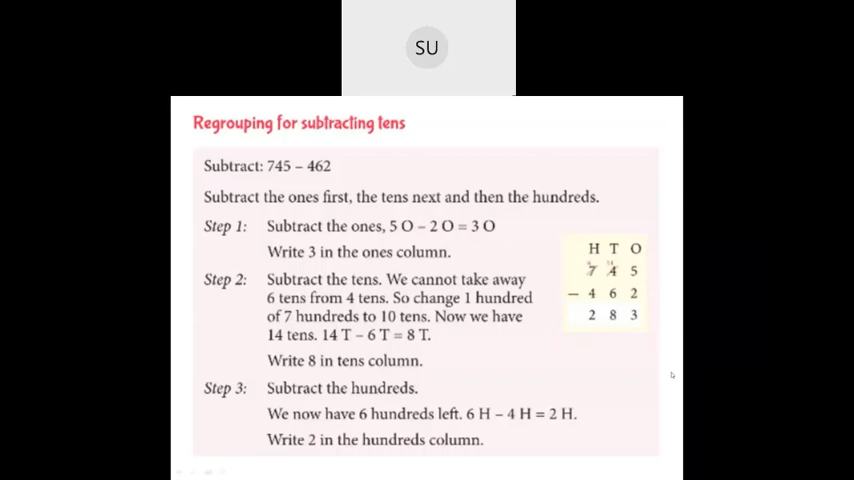 SU
Regrouping for subtracting tens
Subtract: 745 – 462
Subtract the ones first, the tens next and then the hundreds.
Step 1: Subtract the ones, 5 O – 2 O = 3 O
Write 3 in the ones column.
Step 2: Subtract the tens. We cannot take away
6 tens from 4 tens. So change 1 hundred
of 7 hundreds to 10 tens. Now we have
14 tens. 14 T – 6 T = 8 T.
Write 8 in tens column.
Step 3: Subtract the hundreds.
We now have 6 hundreds left. 6 H – 4 H = 2 H.
Write 2 in the hundreds column.
H T O
7 4 5
– 4 6 2
2 8 3